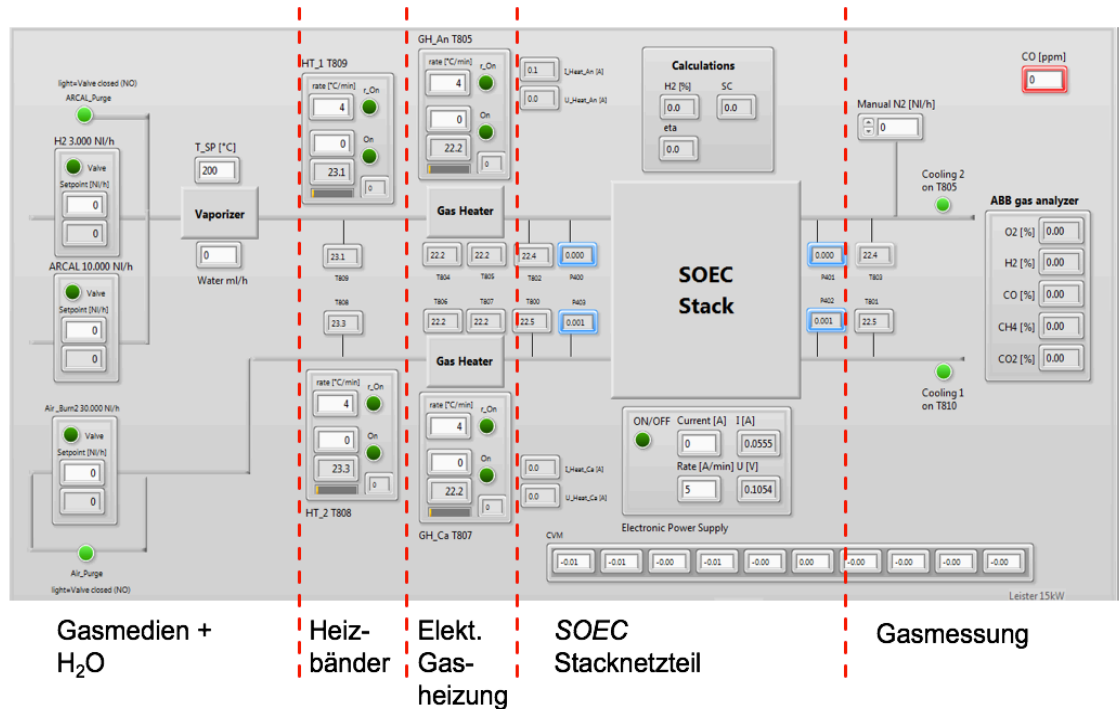 light=Valve closed (NO)
ARCAL_Purge
H2 3.000 Nl/h
Valve
Setpoint [Nl/h]
0
0
T_SP [°C]
200
Vaporizer
0
Water ml/h
ARCAL 10.000 Nl/h
Valve
Setpoint [Nl/h]
0
0
Air_Burn2 30.000 Nl/h
Valve
Setpoint [Nl/h]
0
0
Air_Purge
light=Valve closed (NO)
HT_1 T809
rate [°C/min]
r_On
4
0
On
23.1
0
23.1
T809
T808
23.3
rate [°C/min]
r_On
4
0
On
23.3
0
HT_2 T808
GH_An T805
rate [°C/min]
r_On
4
0
On
22.2
0
Gas Heater
22.2 22.2
T804 T805
T806 T807
22.2 22.2
Gas Heater
rate [°C/min]
r_On
4
0
On
22.2
0
GH_Ca T807
0.1 I_Heat_An [A]
0.0 U_Heat_An [A]
22.4 0.000
T802 P400
T800 P403
22.5 0.001
0.0 I_Heat_Ca [A]
0.0 U_Heat_Ca [A]
Calculations
H2 [%] SC
0.0 0.0
eta
0.0
SOEC
Stack
ON/OFF Current [A] I [A]
0 0.0555
Rate [A/min] U [V]
5 0.1054
Electronic Power Supply
CVM
-0.01 -0.01 -0.00 -0.01 -0.00 0.00 -0.00 -0.00 -0.00 -0.00
0.000 22.4
P401 T803
P402 T801
0.001 22.5
CO [ppm]
0
Manual N2 [Nl/h]
0
Cooling 2
on T805
Cooling 1
on T810
ABB gas analyzer
O2 [%] 0.00
H2 [%] 0.00
CO [%] 0.00
CH4 [%] 0.00
CO2 [%] 0.00
Leister 15kW
Gasmedien +
H₂O
Heiz-
bänder
Elekt.
Gas-
heizung
SOEC
Stacknetzteil
Gasmessung